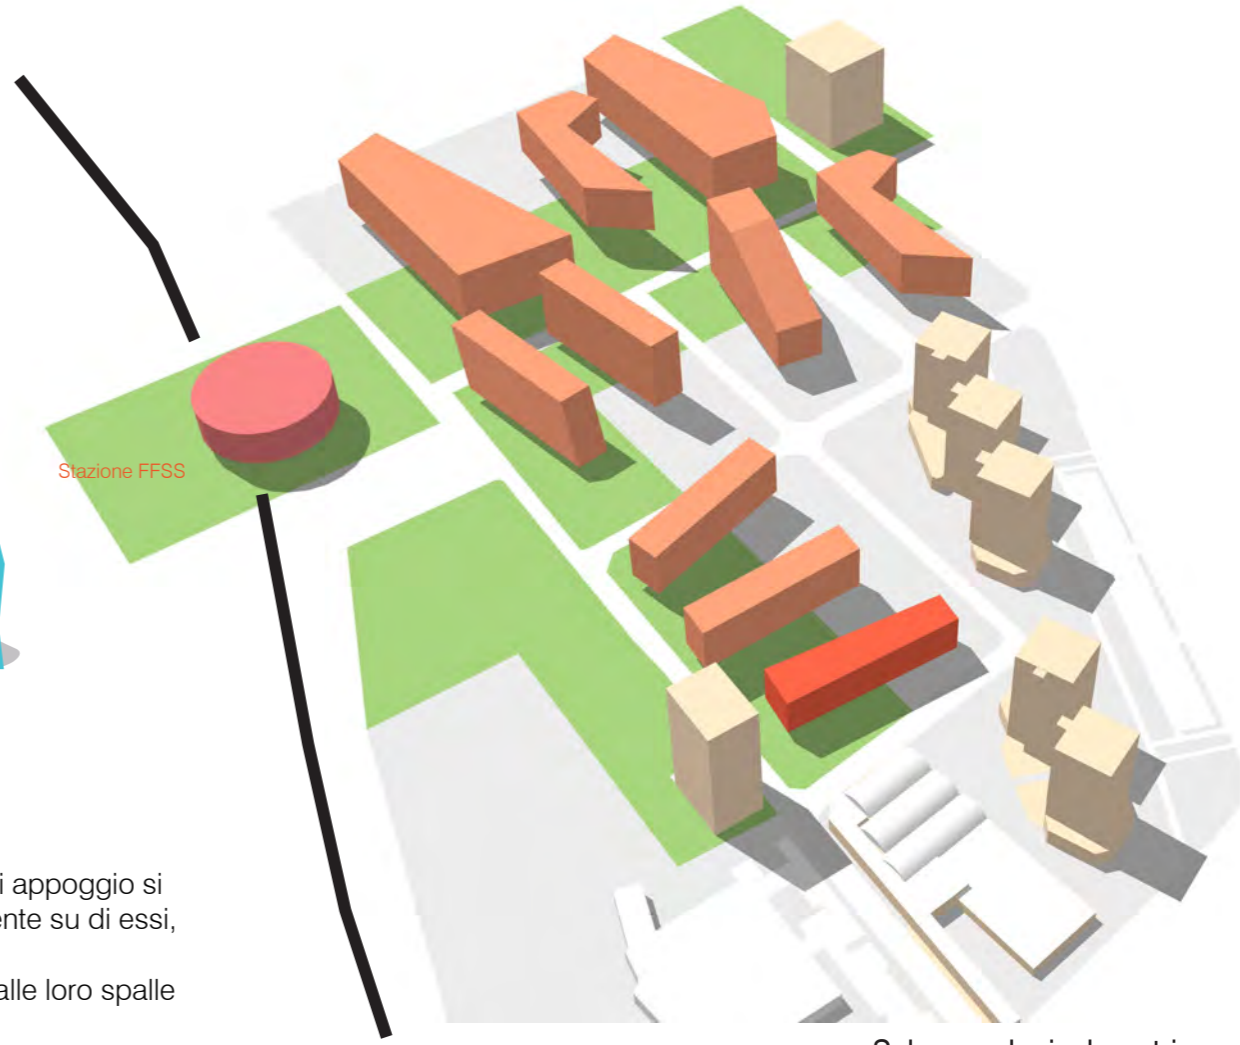 Stazione FFSS
i appoggio si
ente su di essi,
alle loro spalle